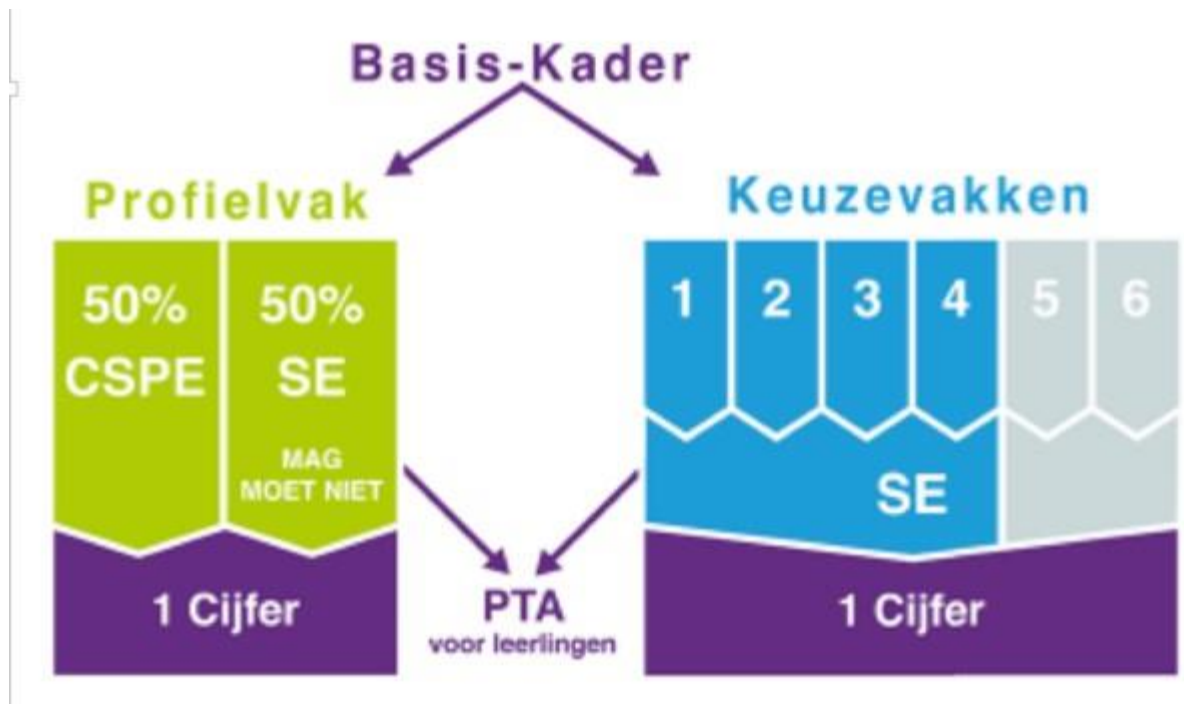 Basis-Kader
Profielvak
Keuzevakken
50%
CSPE
50%
SE
MAG
MOET NIET
1 Cijfer
1
2
3
4
5
6
SE
1 Cijfer
PTA
voor leerlingen